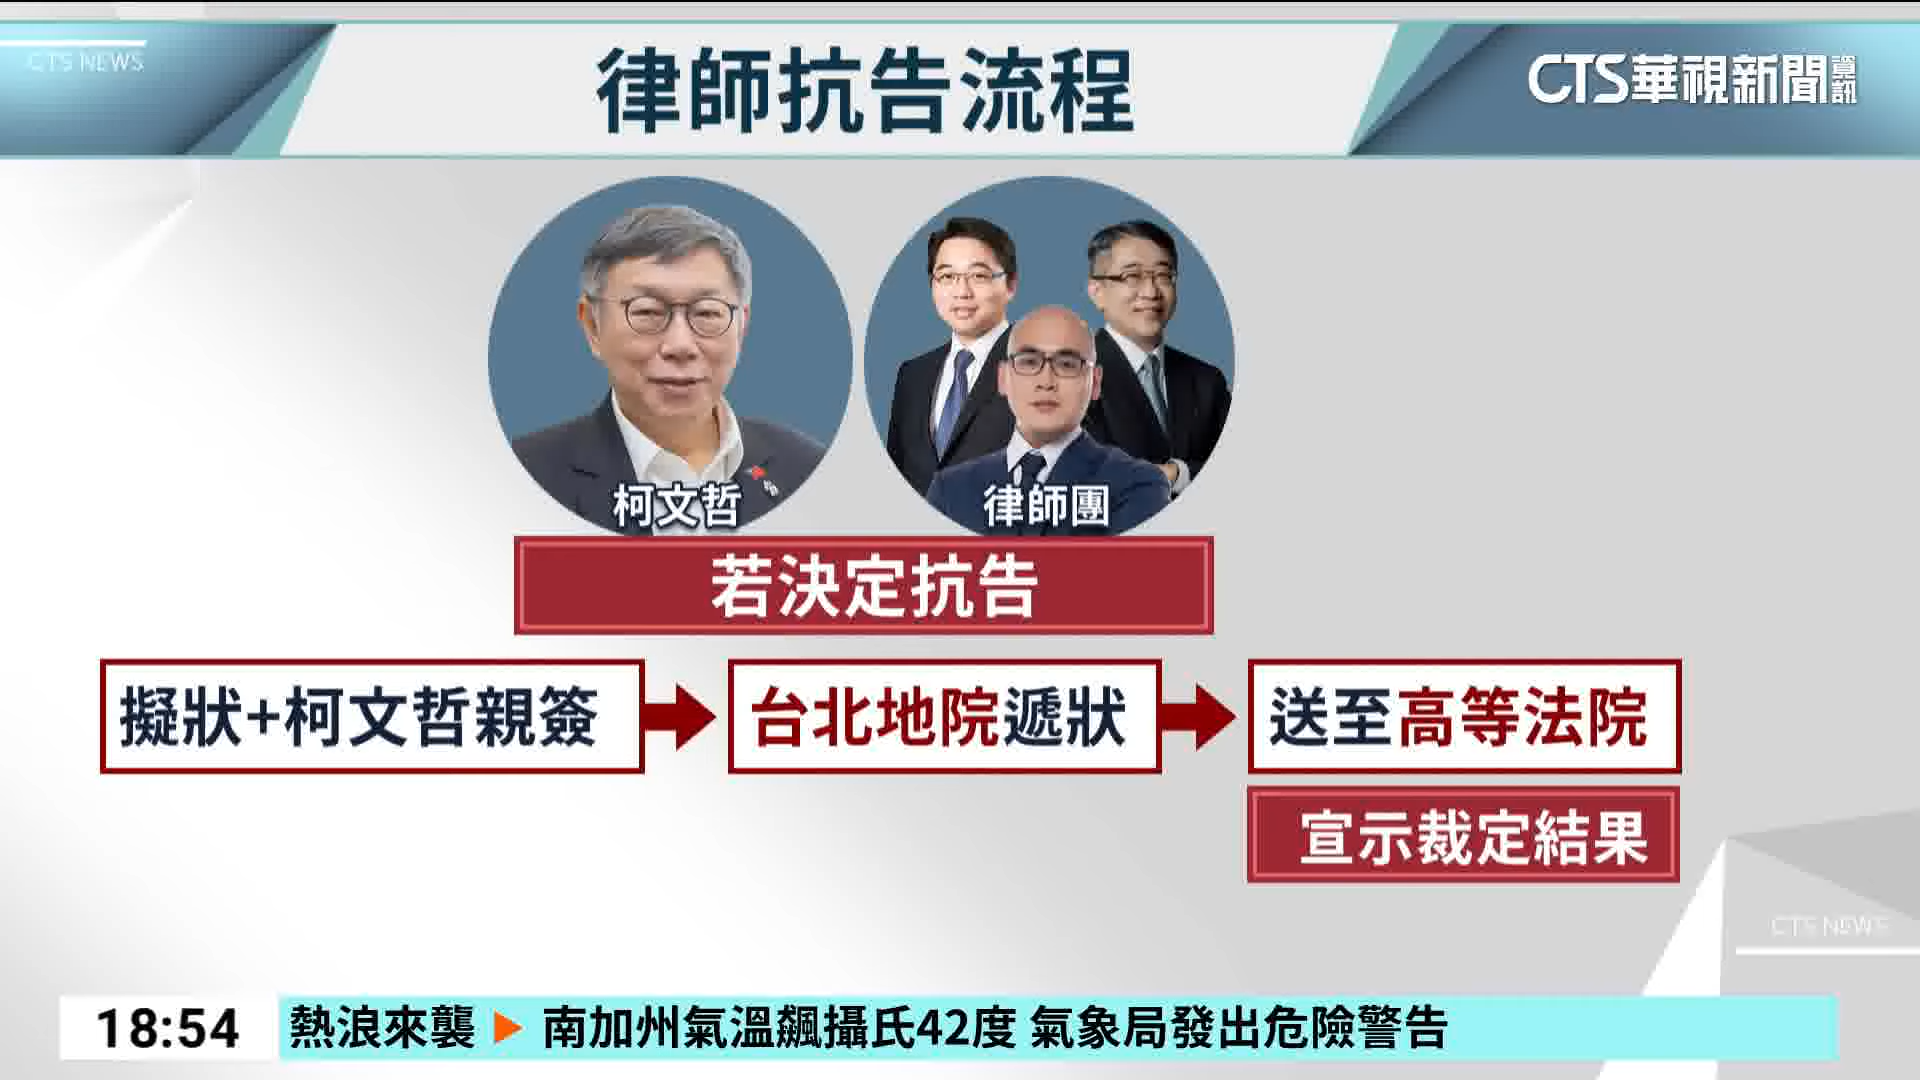 CTS NEWS
律師抗告流程
CTS華視新聞資訊
柯文哲
律師團
若決定抗告
擬狀+柯文哲親簽
台北地院遞狀
送至高等法院
宣示裁定結果
CTS NEWS
18:54
熱浪來襲 ▶ 南加州氣溫飆攝氏42度 氣象局發出危險警告